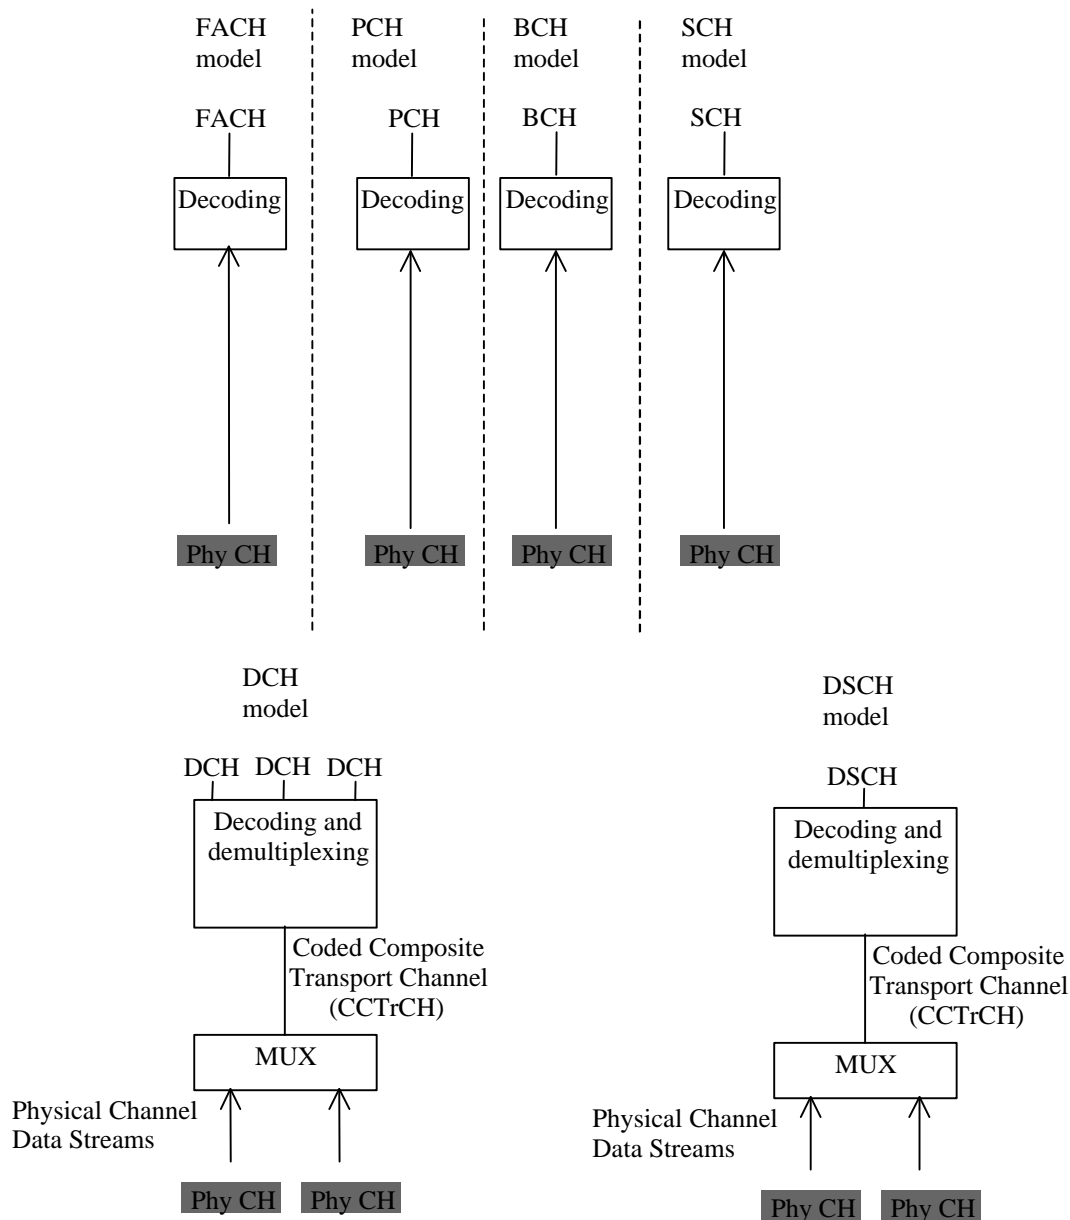 FACH
model
PCH
model
BCH
model
SCH
model
FACH
PCH
BCH
SCH
Decoding
Decoding
Decoding
Decoding
Phy CH
Phy CH
Phy CH
Phy CH
DCH
model
DCH
DCH
DCH
Decoding and
demultiplexing
Coded Composite
Transport Channel
(CCTrCH)
MUX
Physical Channel
Data Streams
Phy CH
Phy CH
DSCH
model
DSCH
Decoding and
demultiplexing
Coded Composite
Transport Channel
(CCTrCH)
MUX
Physical Channel
Data Streams
Phy CH
Phy CH